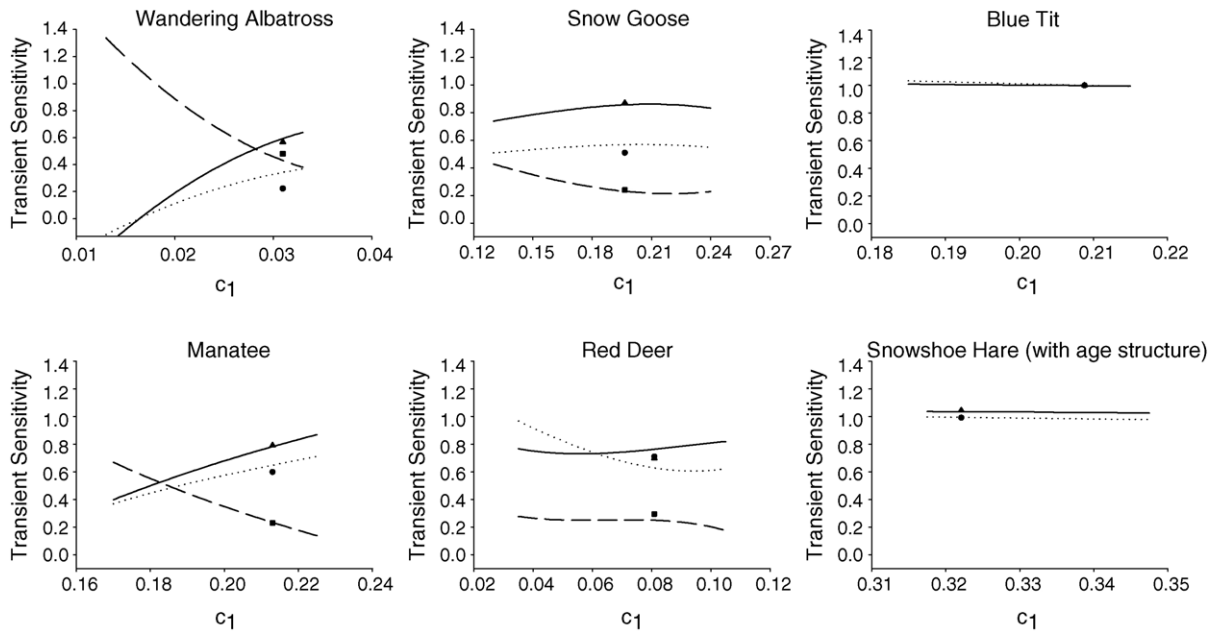 Wandering Albatross
Transient Sensitivity
1.4
1.2
1.0
0.8
0.6
0.4
0.2
0.0
0.01 0.02 0.03 0.04
c1
Snow Goose
Transient Sensitivity
1.4
1.2
1.0
0.8
0.6
0.4
0.2
0.0
0.12 0.15 0.18 0.21 0.24 0.27
c1
Blue Tit
Transient Sensitivity
1.4
1.2
1.0
0.8
0.6
0.4
0.2
0.0
0.18 0.19 0.20 0.21 0.22
c1
Manatee
Transient Sensitivity
1.4
1.2
1.0
0.8
0.6
0.4
0.2
0.0
0.16 0.18 0.20 0.22 0.24
c1
Red Deer
Transient Sensitivity
1.4
1.2
1.0
0.8
0.6
0.4
0.2
0.0
0.02 0.04 0.06 0.08 0.10 0.12
c1
Snowshoe Hare (with age structure)
Transient Sensitivity
1.4
1.2
1.0
0.8
0.6
0.4
0.2
0.0
0.31 0.32 0.33 0.34 0.35
c1